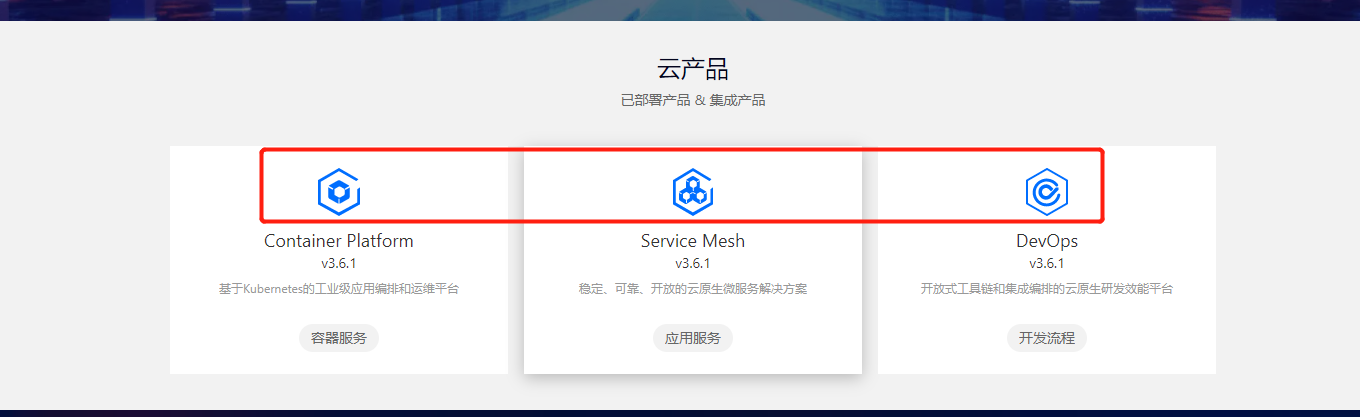 云产品
已部署产品 & 集成产品
Container Platform
v3.6.1
基于Kubernetes的工业级应用编排和运维平台
容器服务
Service Mesh
v3.6.1
稳定、可靠、开放的云原生微服务解决方案
应用服务
DevOps
v3.6.1
开放式工具链和集成编排的云原生研发效能平台
开发流程